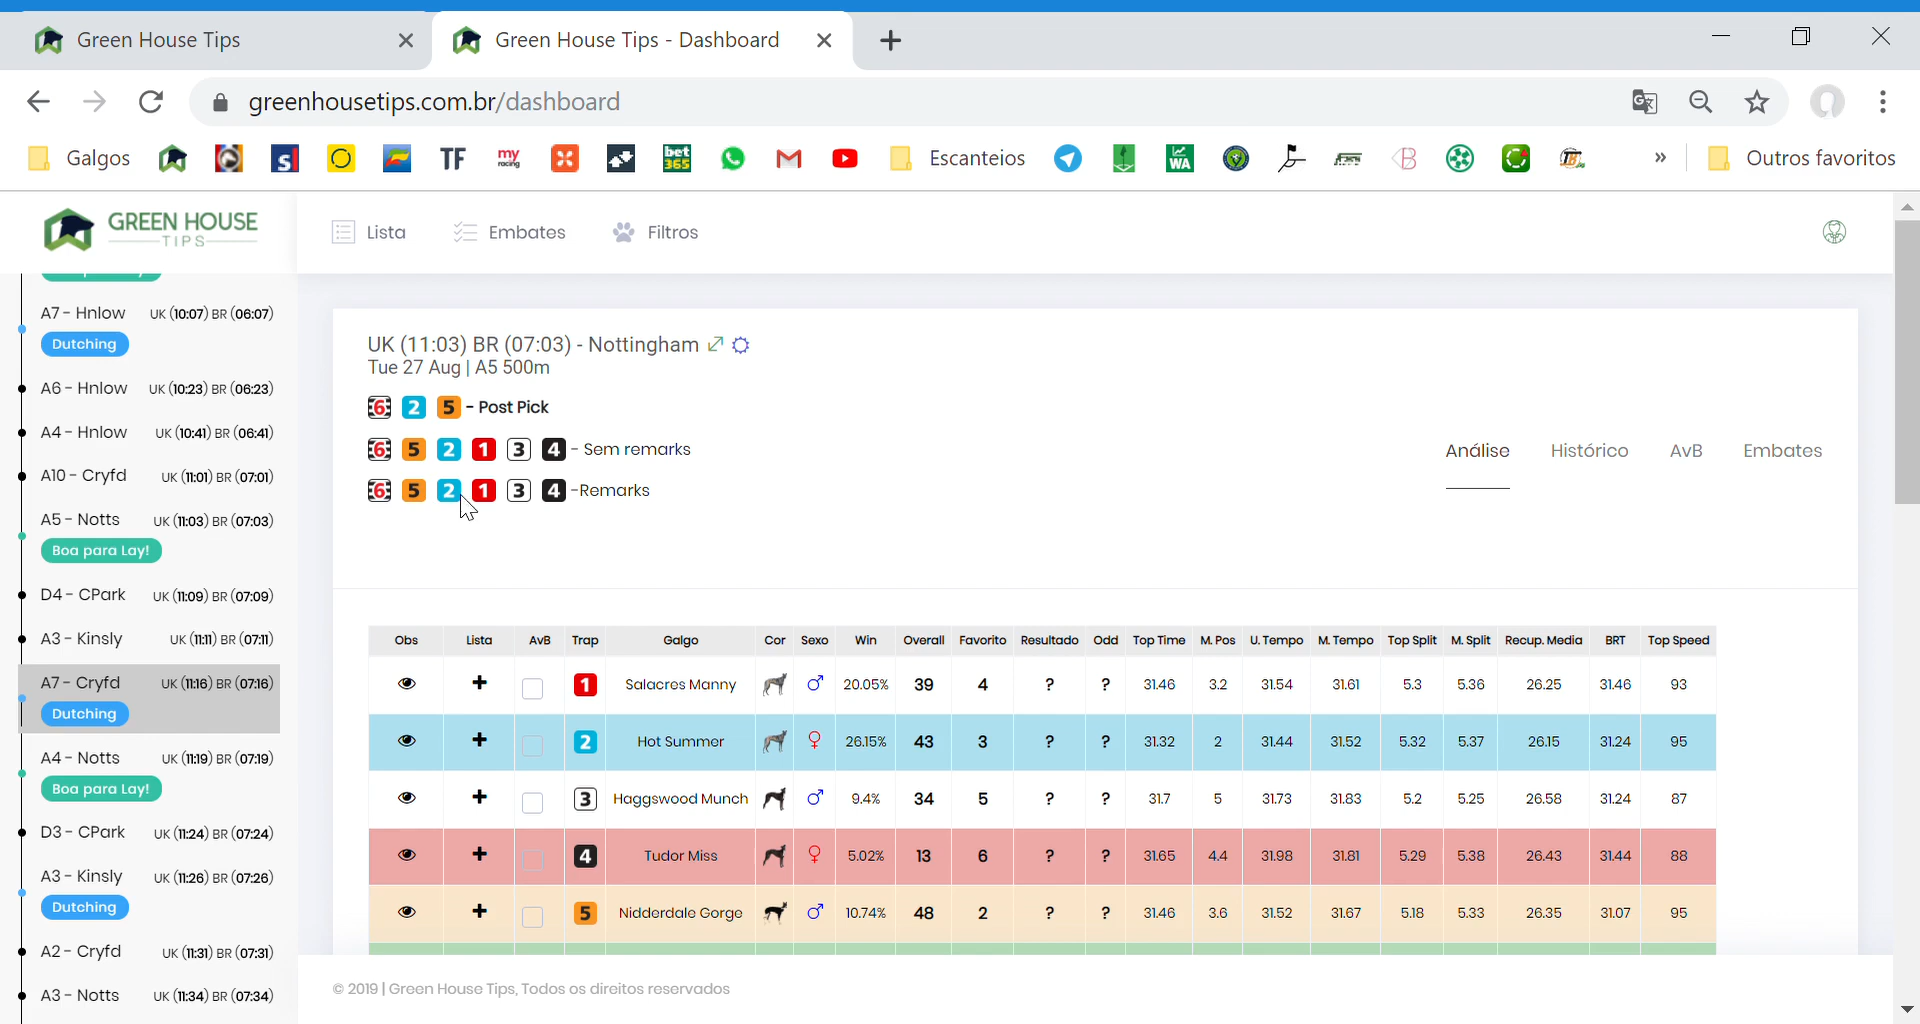 Green House Tips
Green House Tips - Dashboard
greenhousetips.com.br/dashboard
Galgos
TF
my racing
bet365
WA
Escanteios
»
Outros favoritos
GREEN HOUSE
TIPS
Lista
Embates
Filtros
A7 - Hnlow UK (10:07) BR (06:07)
Dutching
A6 - Hnlow UK (10:23) BR (06:23)
A4 - Hnlow UK (10:41) BR (06:41)
A10 - Cryfd UK (11:01) BR (07:01)
A5 - Notts UK (11:03) BR (07:03)
Boa para Lay!
D4 - CPark UK (11:09) BR (07:09)
A3 - Kinsly UK (11:11) BR (07:11)
A7 - Cryfd UK (11:16) BR (07:16)
Dutching
A4 - Notts UK (11:19) BR (07:19)
Boa para Lay!
D3 - CPark UK (11:24) BR (07:24)
A3 - Kinsly UK (11:26) BR (07:26)
Dutching
A2 - Cryfd UK (11:31) BR (07:31)
A3 - Notts UK (11:34) BR (07:34)
UK (11:03) BR (07:03) - Nottingham
Tue 27 Aug | A5 500m
6 2 5 - Post Pick
6 5 2 1 3 4 - Sem remarks
6 5 2 1 3 4 -Remarks
Análise Histórico AvB Embates
Obs Lista AvB Trap Galgo Cor Sexo Win Overall Favorito Resultado Odd Top Time M. Pos U. Tempo M. Tempo Top Split M. Split Recup. Media BRT Top Speed
1 Salacres Manny ♂ 20.05% 39 4 ? ? 31.46 3.2 31.54 31.61 5.3 5.36 26.25 31.46 93
2 Hot Summer ♀ 26.15% 43 3 ? ? 31.32 2 31.44 31.52 5.32 5.37 26.15 31.24 95
3 Haggswood Munch ♂ 9.4% 34 5 ? ? 31.7 5 31.73 31.83 5.2 5.25 26.58 31.24 87
4 Tudor Miss ♀ 5.02% 13 6 ? ? 31.65 4.4 31.98 31.81 5.29 5.38 26.43 31.44 88
5 Nidderdale Gorge ♂ 10.74% 48 2 ? ? 31.46 3.6 31.52 31.67 5.18 5.33 26.35 31.07 95
© 2019 | Green House Tips, Todos os direitos reservados